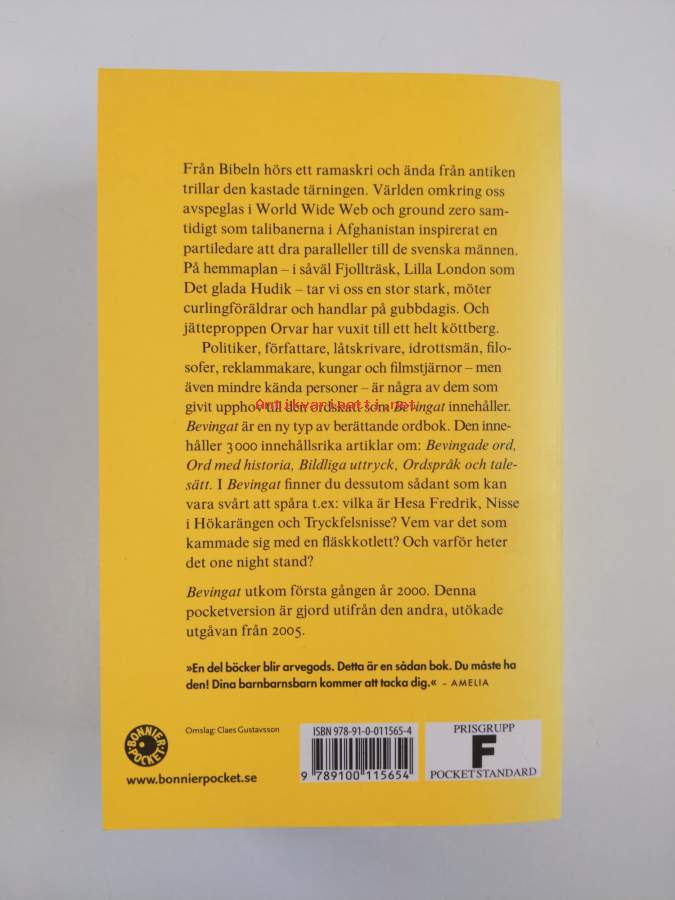 Från Bibeln hörs ett ramaskri och ända från antiken
trillar den kastade tärningen. Världen omkring oss
avspeglas i World Wide Web och ground zero sam-
tidigt som talibanerna i Afghanistan inspirerat en
partiledare att dra paralleller till de svenska männen.
På hemmaplan – i såväl Fjollträsk, Lilla London som
Det glada Hudik – tar vi oss en stor stark, möter
curlingföräldrar och handlar på gubbdagis. Och
jätteproppen Orvar har vuxit till ett helt köttberg.
Politiker, författare, låtskrivare, idrottsmän, filo-
sofer, reklammakare, kungar och filmstjärnor – men
även mindre kända personer – är några av dem som
givit upphov till den ordskatt som Bevingat innehåller.
Antikvariaatti.net
Bevingat är en ny typ av berättande ordbok. Den inne-
håller 3000 innehållsrika artiklar om: Bevingade ord,
Ord med historia, Bildliga uttryck, Ordspråk och tale-
sätt. I Bevingat finner du dessutom sådant som kan
vara svårt att spåra t.ex: vilka är Hesa Fredrik, Nisse
i Hökarängen och Tryckfelsnisse? Vem var det som
kammade sig med en fläskkotlett? Och varför heter
det one night stand?
Bevingat utkom första gången år 2000. Denna
pocketversion är gjord utifrån den andra, utökade
utgåvan från 2005.
»En del böcker blir arvegods. Detta är en sådan bok. Du måste ha
den! Dina barnbarnsbarn kommer att tacka dig.« – AMELIA
BONNIER POCKET
www.bonnierpocket.se
Omslag: Claes Gustavsson
ISBN 978-91-0-011565-4
9 789100 115654
PRISGRUPP
F
POCKETSTANDARD